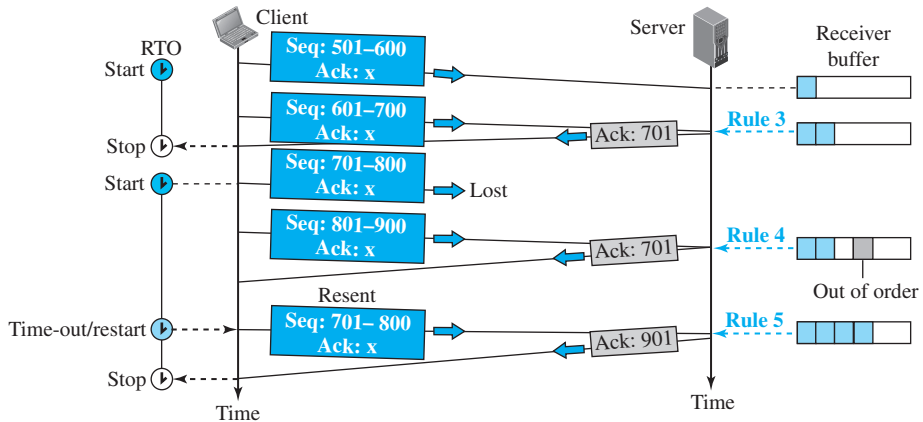 Client
Server
RTO
Receiver
buffer
Start
Seq: 501–600
Ack: x
Seq: 601–700
Ack: x
Rule 3
Ack: 701
Stop
Seq: 701–800
Ack: x
Start
Lost
Seq: 801–900
Ack: x
Rule 4
Ack: 701
Out of order
Resent
Time-out/restart
Seq: 701– 800
Ack: x
Rule 5
Ack: 901
Stop
Time
Time